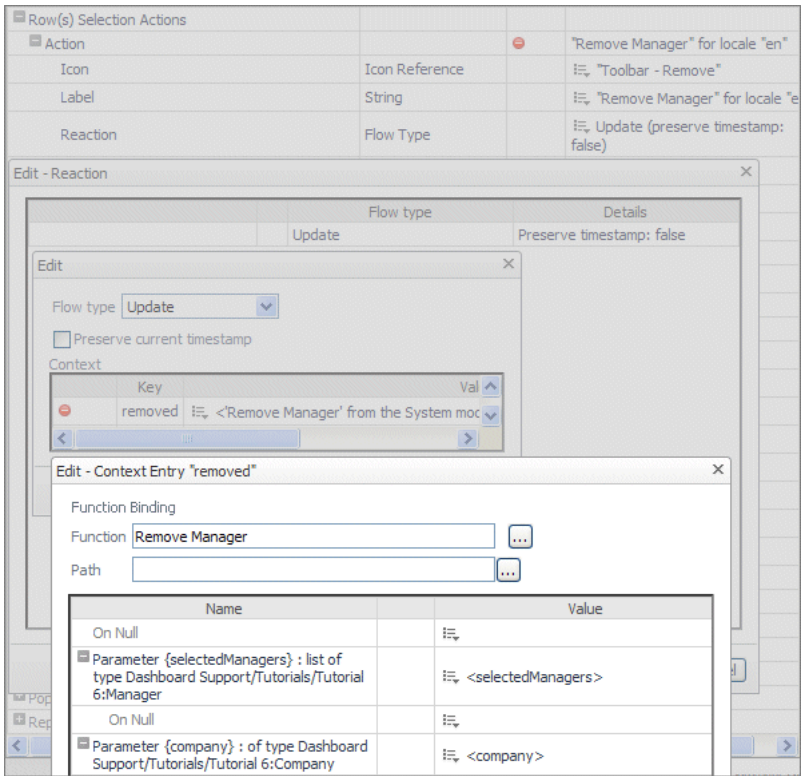 Row(s) Selection Actions
Action "Remove Manager" for locale "en"
Icon Icon Reference "Toolbar - Remove"
Label String "Remove Manager" for locale "e
Reaction Flow Type Update (preserve timestamp:
false)
Edit - Reaction
Flow type Details
Update Preserve timestamp: false
Edit
Flow type Update
Preserve current timestamp
Context
Key Val
removed <'Remove Manager' from the System moc
Edit - Context Entry "removed"
Function Binding
Function Remove Manager ...
Path ...
Name Value
On Null
Parameter {selectedManagers} : list of
type Dashboard Support/Tutorials/Tutorial
6:Manager
<selectedManagers>
On Null
Parameter {company} : of type Dashboard
Support/Tutorials/Tutorial 6:Company
<company>
Pop
Rep